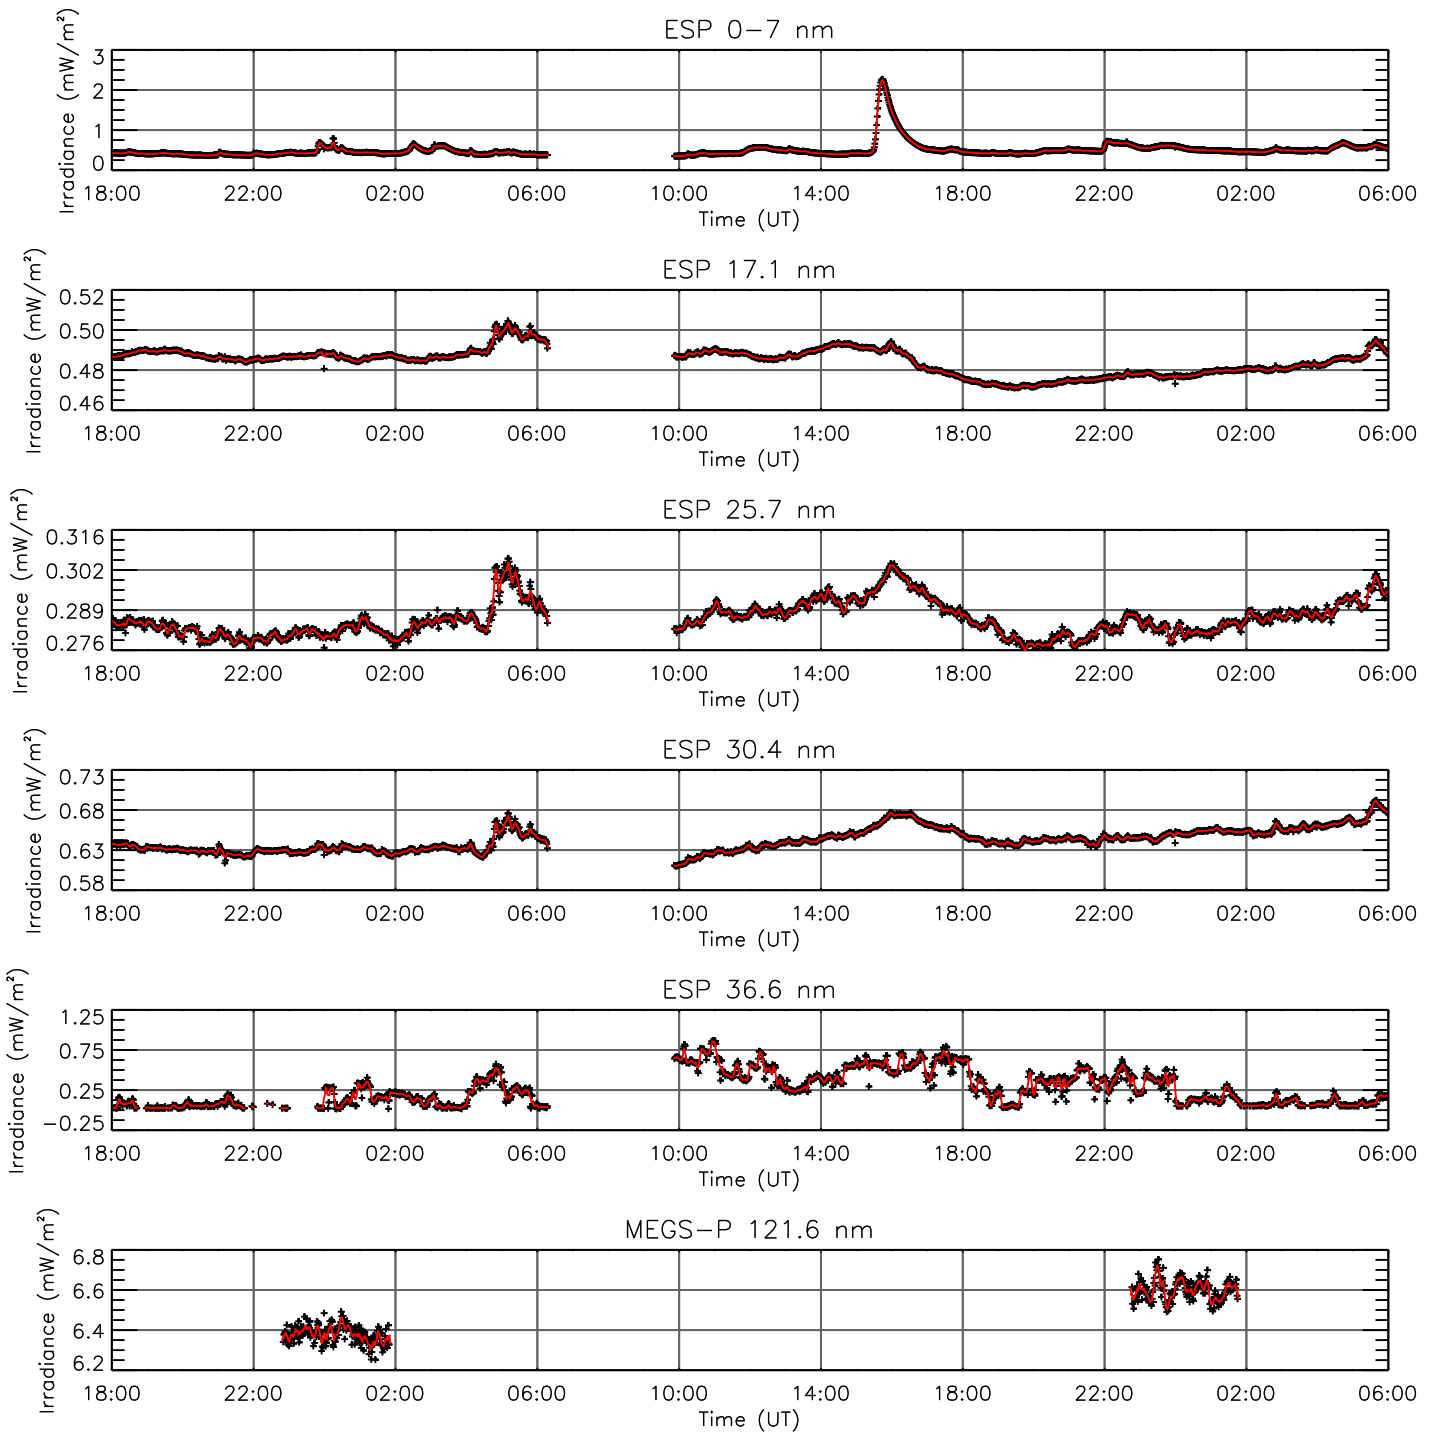 ESP 0−7 nm
Irradiance (mW/m²)
3
2
1
0
18:00 22:00 02:00 06:00 10:00 14:00 18:00 22:00 02:00 06:00
Time (UT)
ESP 17.1 nm
Irradiance (mW/m²)
0.52
0.50
0.48
0.46
18:00 22:00 02:00 06:00 10:00 14:00 18:00 22:00 02:00 06:00
Time (UT)
ESP 25.7 nm
Irradiance (mW/m²)
0.316
0.302
0.289
0.276
18:00 22:00 02:00 06:00 10:00 14:00 18:00 22:00 02:00 06:00
Time (UT)
ESP 30.4 nm
Irradiance (mW/m²)
0.73
0.68
0.63
0.58
18:00 22:00 02:00 06:00 10:00 14:00 18:00 22:00 02:00 06:00
Time (UT)
ESP 36.6 nm
Irradiance (mW/m²)
1.25
0.75
0.25
−0.25
18:00 22:00 02:00 06:00 10:00 14:00 18:00 22:00 02:00 06:00
Time (UT)
MEGS−P 121.6 nm
Irradiance (mW/m²)
6.8
6.6
6.4
6.2
18:00 22:00 02:00 06:00 10:00 14:00 18:00 22:00 02:00 06:00
Time (UT)